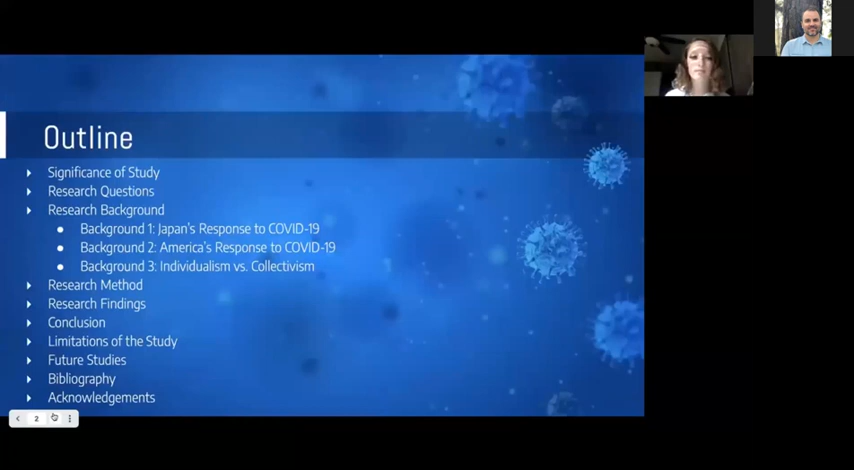 Outline
Significance of Study
Research Questions
Research Background
Background 1: Japan's Response to COVID-19
Background 2: America's Response to COVID-19
Background 3: Individualism vs. Collectivism
Research Method
Research Findings
Conclusion
Limitations of the Study
Future Studies
Bibliography
Acknowledgements
2